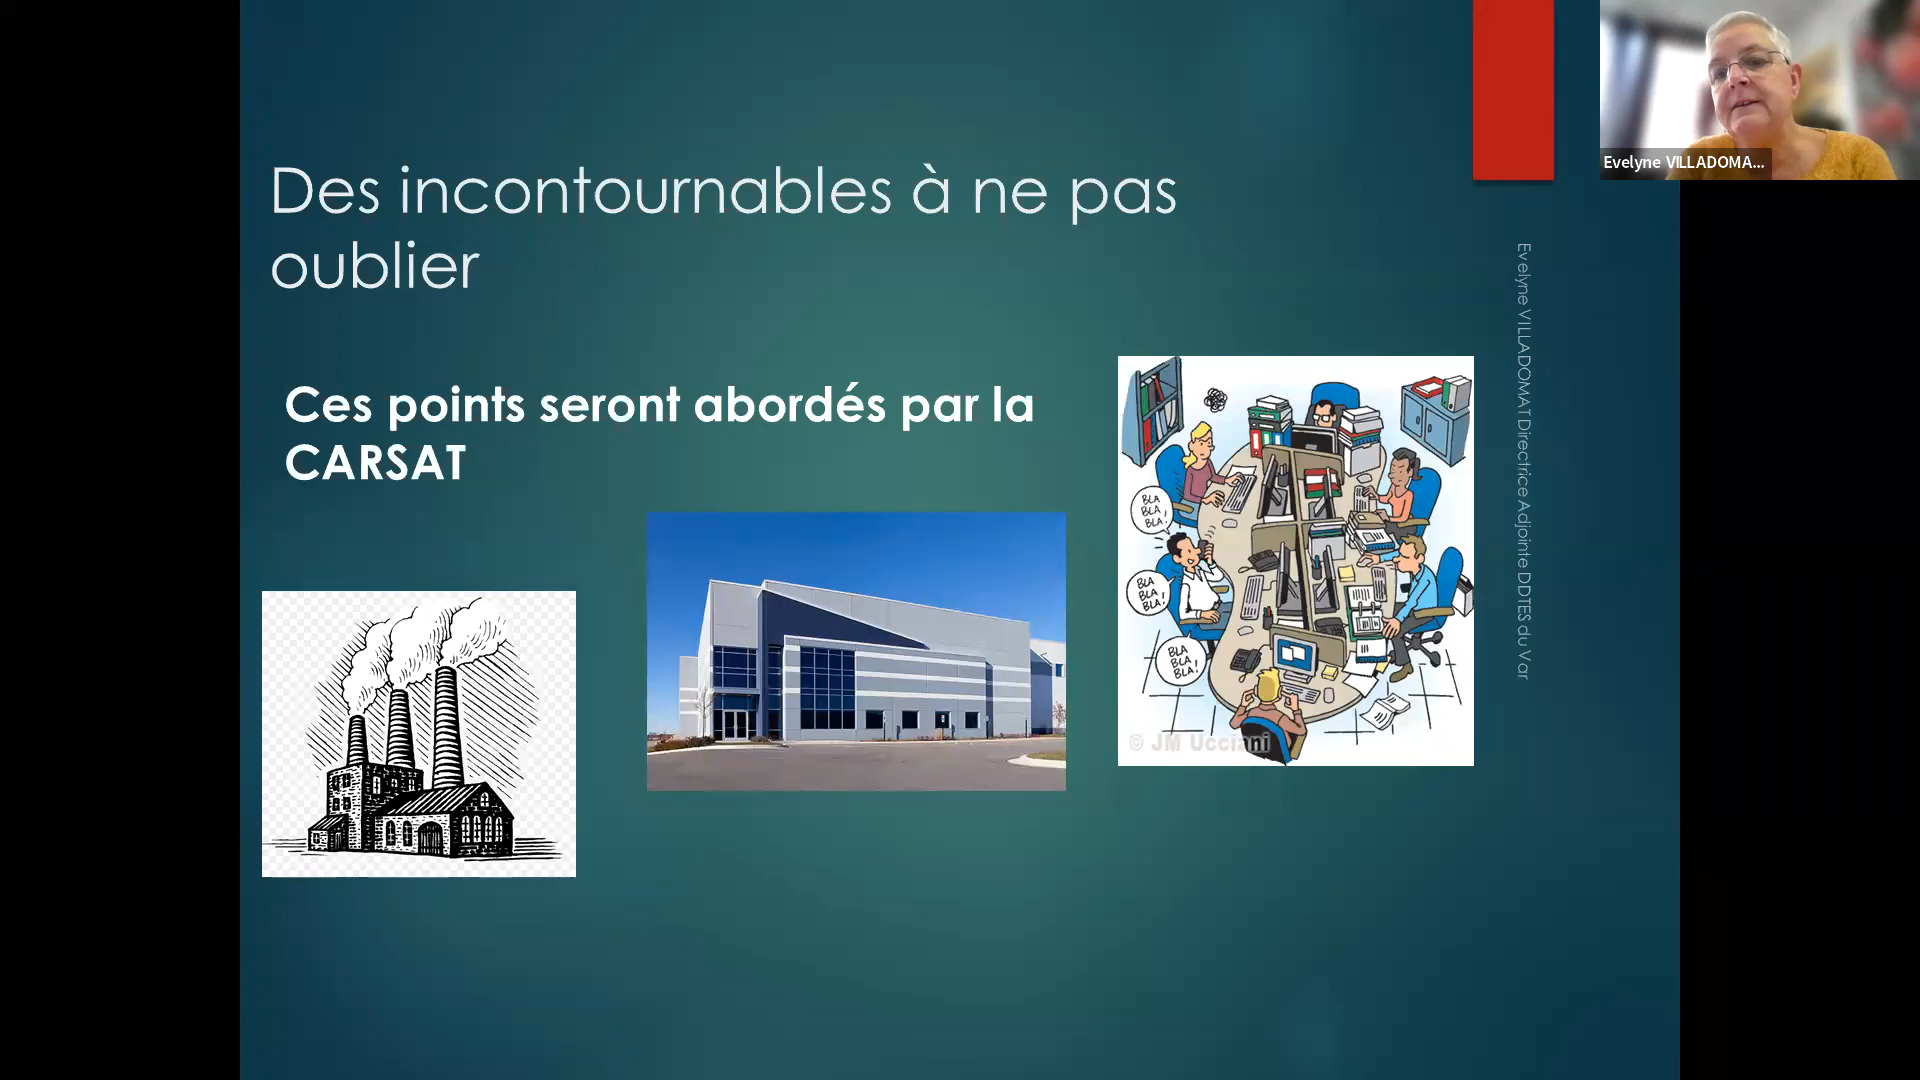 Des incontournables à ne pas
oublier
Ces points seront abordés par la
CARSAT
BLA
BLA,
BLA!
BLA
BLA
BLA!
BLA
BLA
BLA!
© JM Ucciani
Evelyne VILLADOMAT Directrice Adjointe DDTES du Var
Evelyne VILLADOMA...